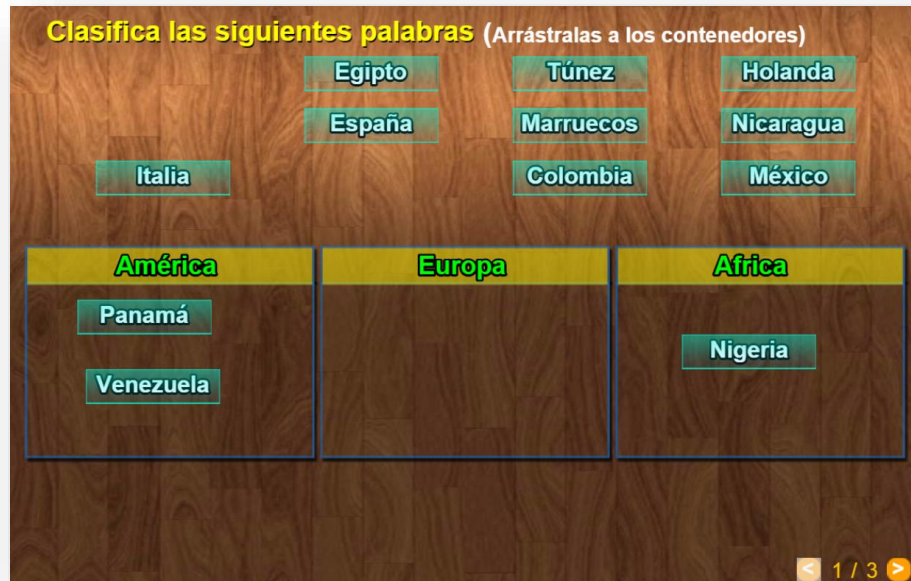 Clasifica las siguientes palabras (Arrástralas a los contenedores)
Egipto Túnez Holanda
España Marruecos Nicaragua
Italia Colombia México
América Europa Africa
Panamá
Nigeria
Venezuela
< 1 / 3 >